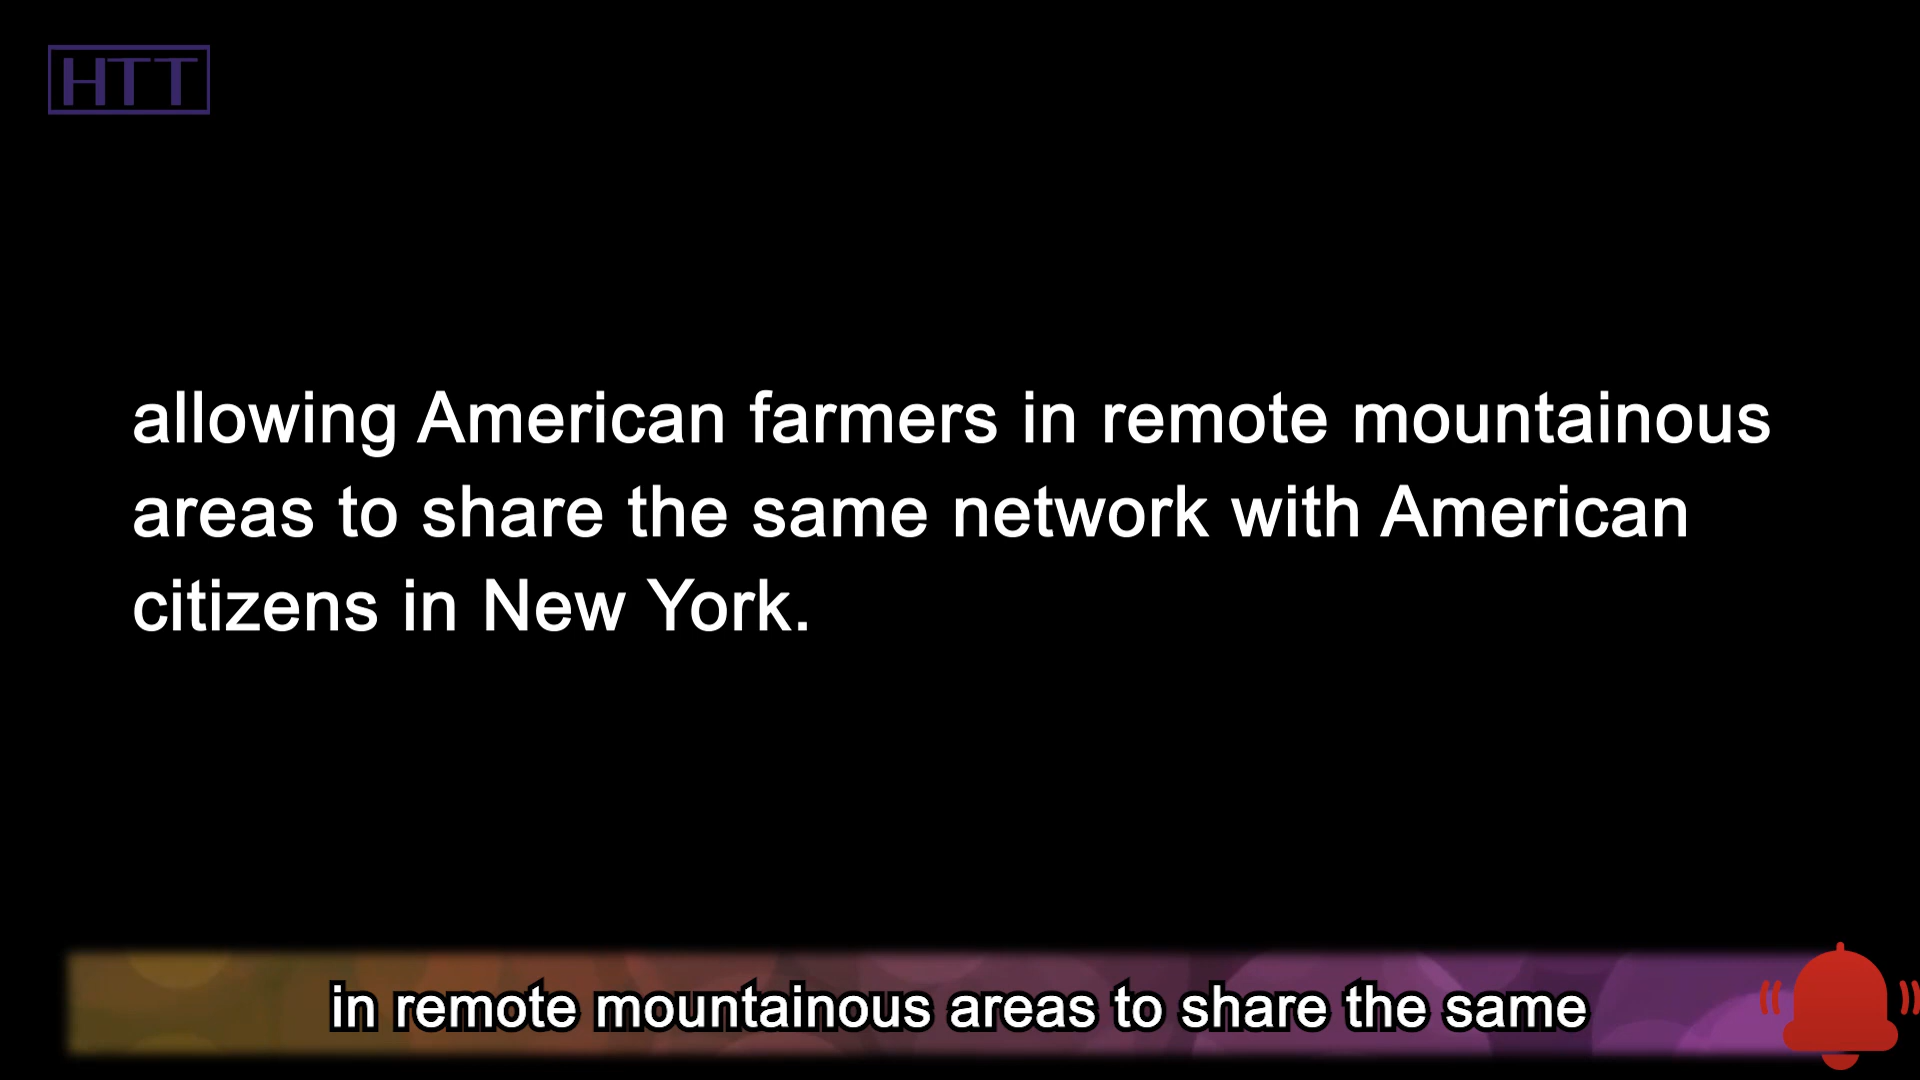 HTT
allowing American farmers in remote mountainous
areas to share the same network with American
citizens in New York.
in remote mountainous areas to share the same